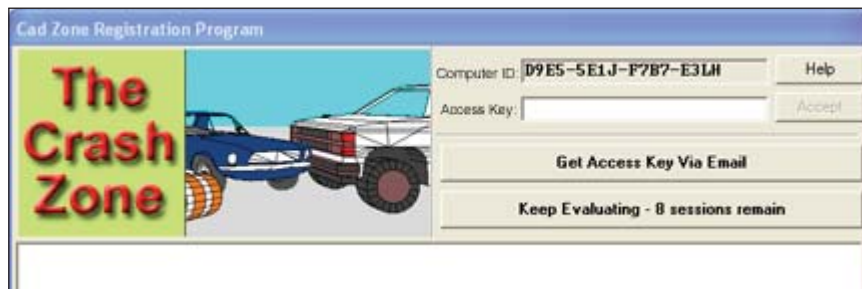 Cad Zone Registration Program
The
Crash
Zone
Computer ID: D9E5-5E1J-F7B7-E3LH
Help
Access Key:
Accept
Get Access Key Via Email
Keep Evaluating - 8 sessions remain